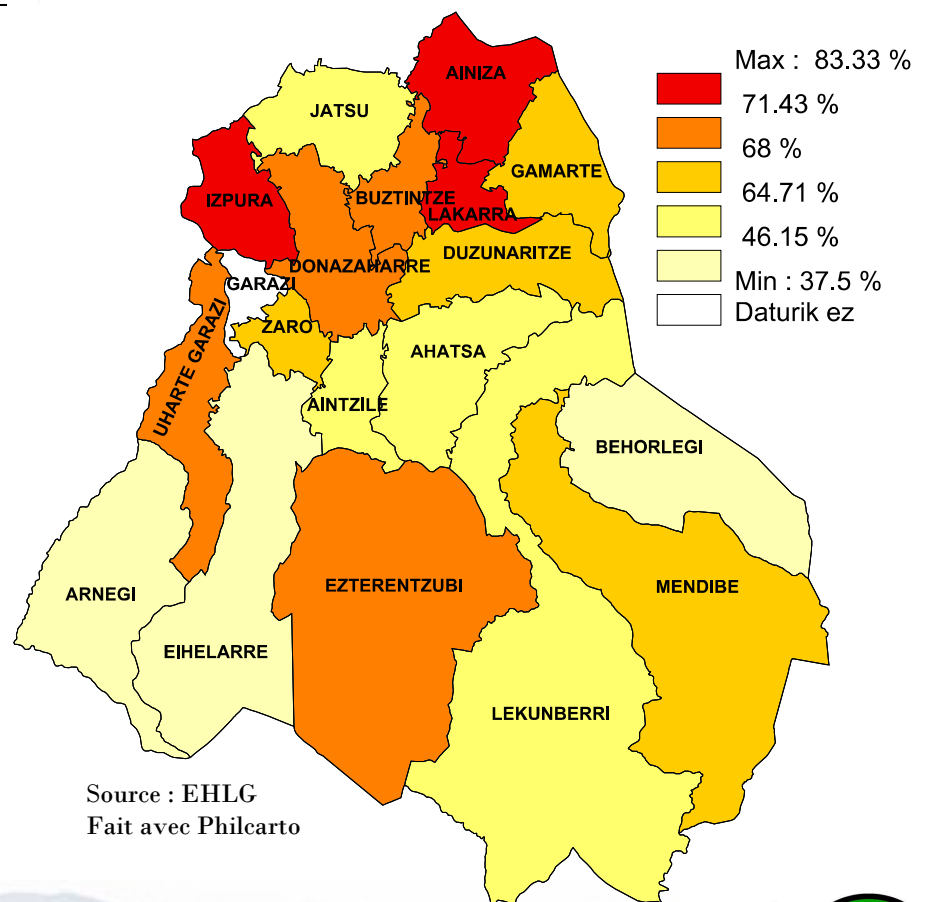 AINIZA
JATSU
GAMARTE
IZPURA
BUZTINTZE
LAKARRA
DUZUNARITZE
DONAZAHARRE
GARAZI
ZARO
UHARTE GARAZI
AHATSA
AINTZILE
BEHORLEGI
EZTERENTZUBI
MENDIBE
ARNEGI
EIHELARRE
LEKUNBERRI
Max : 83.33 %
71.43 %
68 %
64.71 %
46.15 %
Min : 37.5 %
Daturik ez
Source : EHLG
Fait avec Philcarto